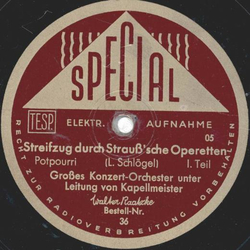 SPECIAL
TESP.
ELEKTR. AUFNAHME
05
Streifzug durch Strauß'sche Operetten
Potpourri (L. Schlögel) I. Teil
Großes Konzert-Orchester unter
Leitung von Kapellmeister
Walter Raatzke
Bestell-Nr.
36
RECHT ZUR RADIOVERBREITUNG VORBEHALTEN